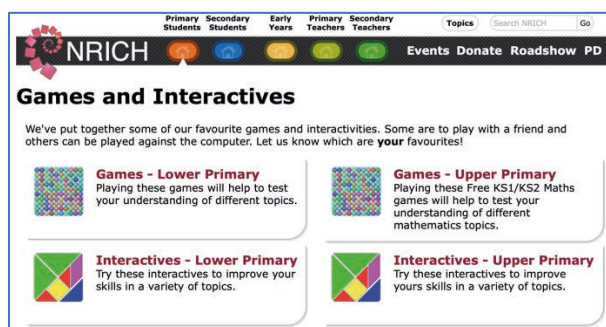 Primary Students
Secondary Students
Early Years
Primary Teachers
Secondary Teachers
Topics
Search NRICH
Go
NRICH
Events Donate Roadshow PD
Games and Interactives
We've put together some of our favourite games and interactivities. Some are to play with a friend and
others can be played against the computer. Let us know which are your favourites!
Games - Lower Primary
Playing these games will help to test
your understanding of different topics.
Games - Upper Primary
Playing these Free KS1/KS2 Maths
games will help to test your
understanding of different
mathematics topics.
Interactives - Lower Primary
Try these interactives to improve your
skills in a variety of topics.
Interactives - Upper Primary
Try these interactives to improve
yours skills in a variety of topics.